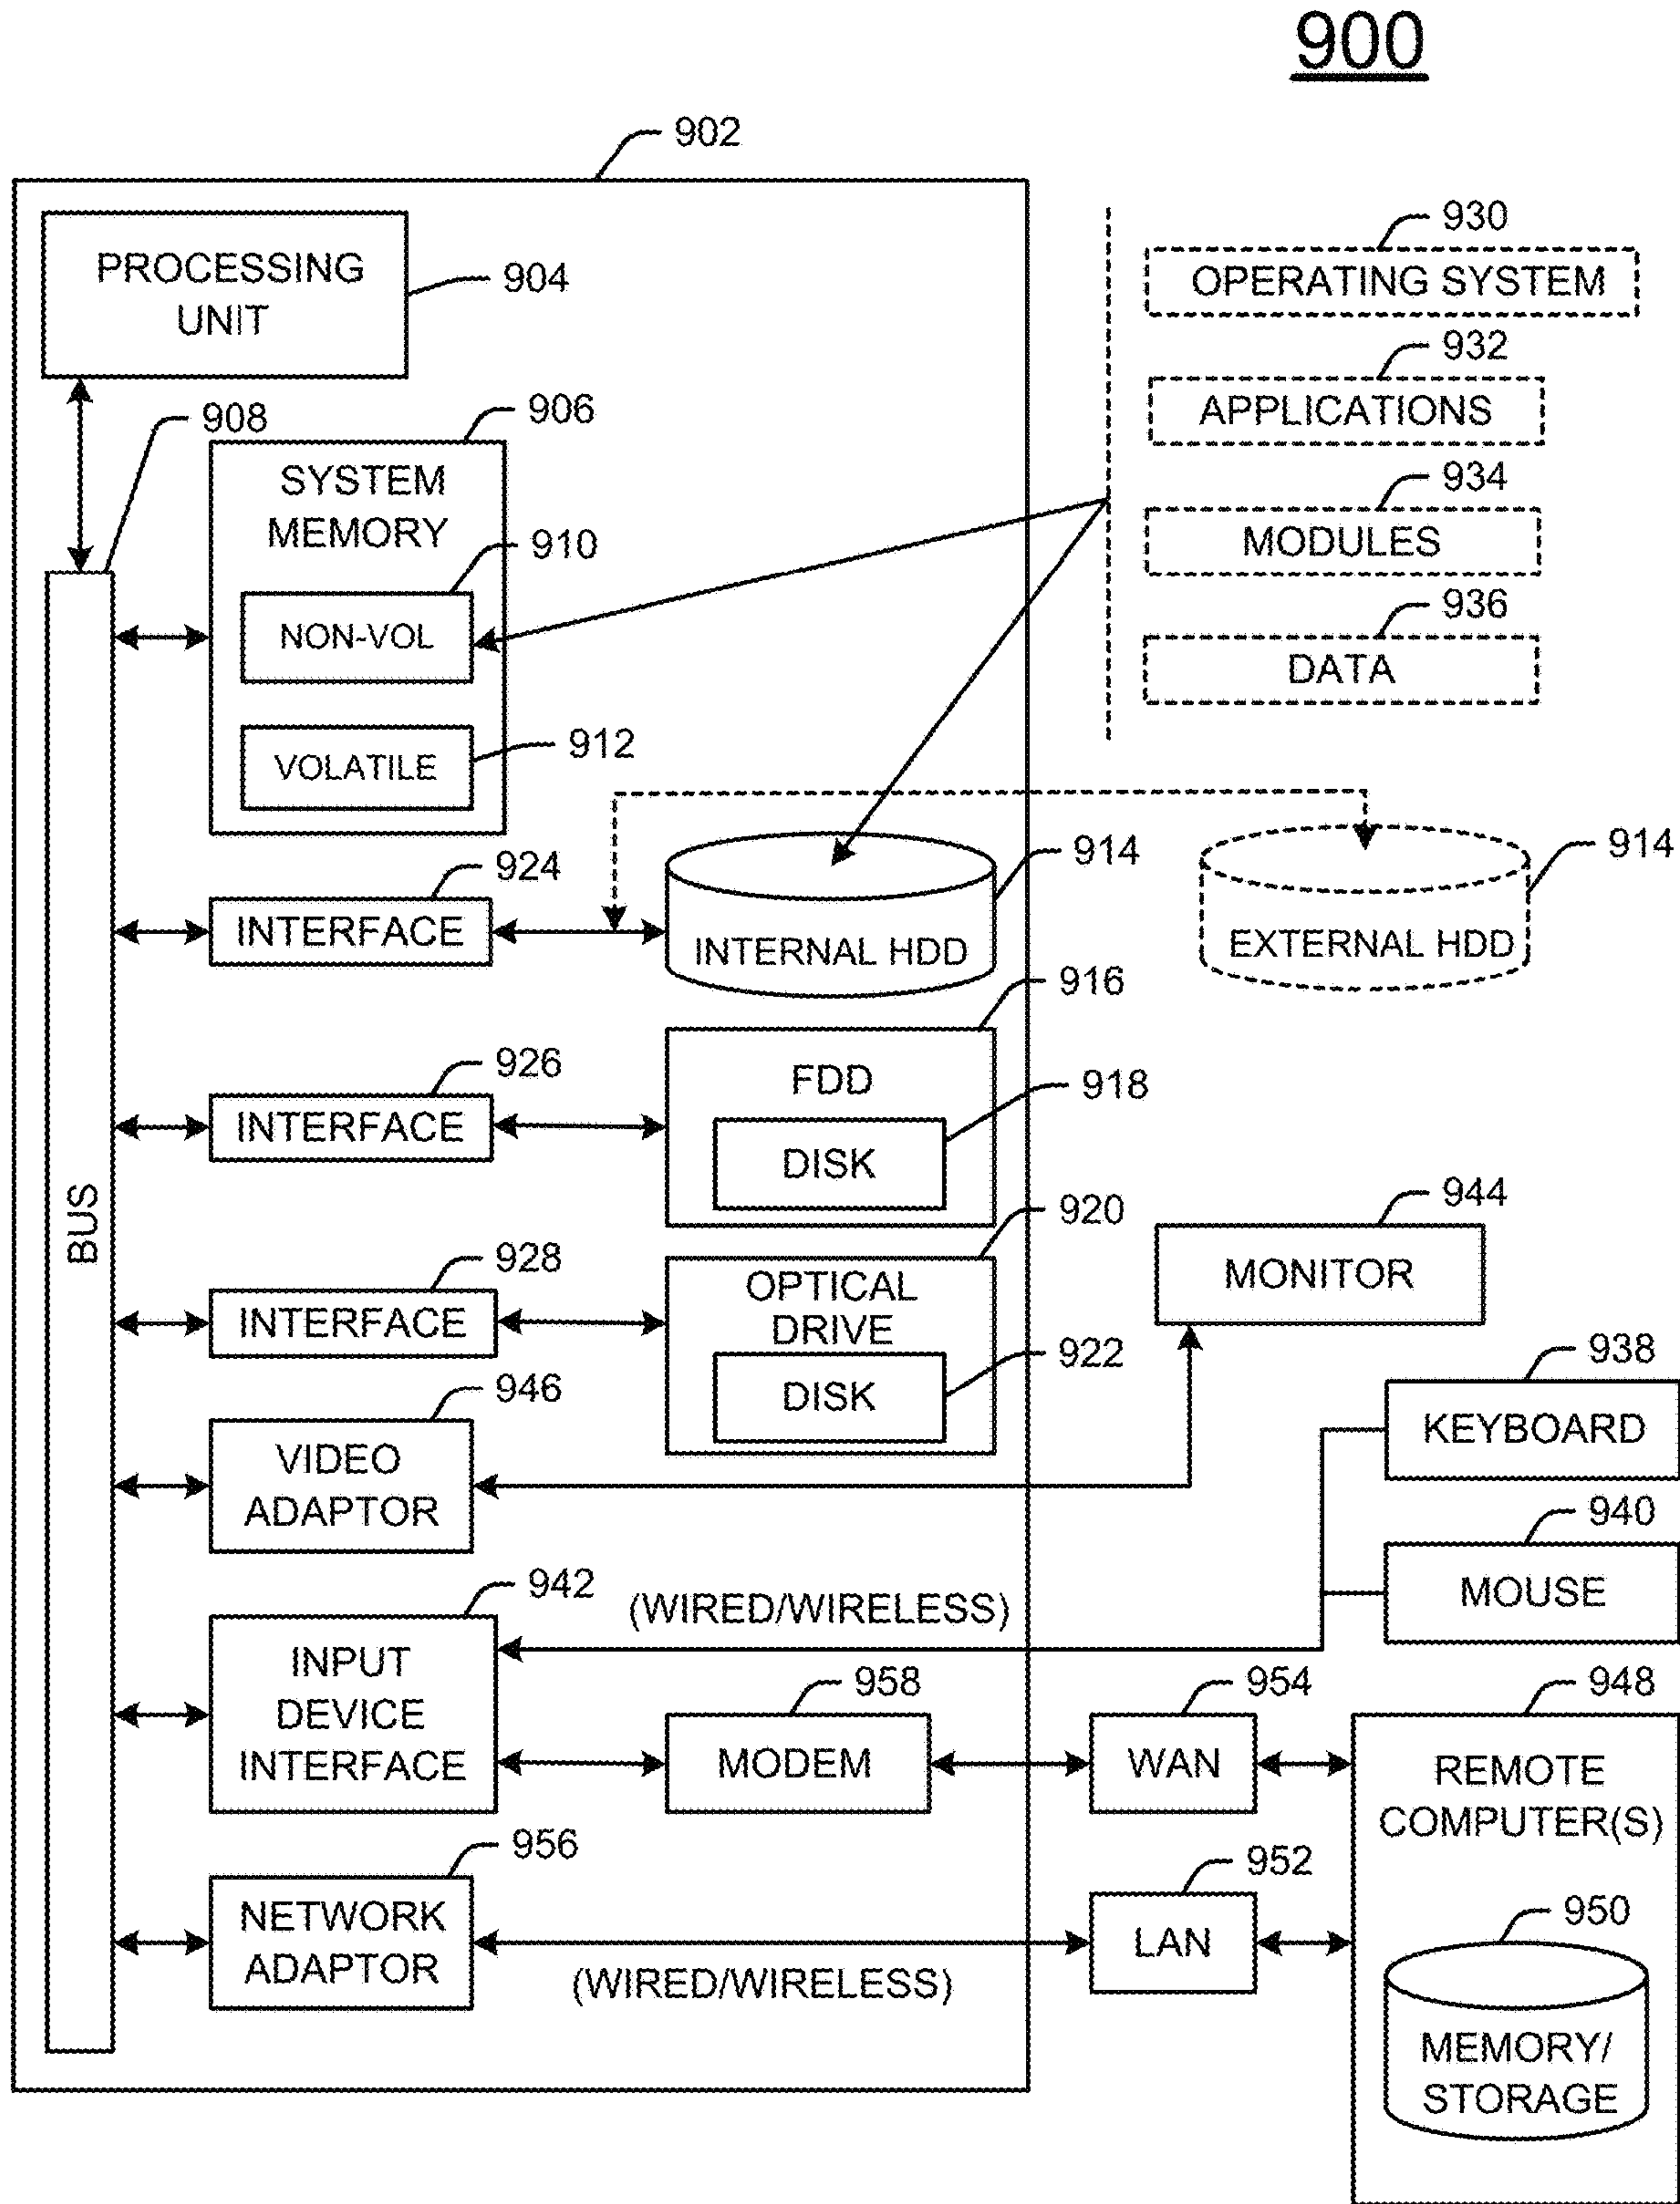 900
902
PROCESSING
UNIT
904
930
OPERATING SYSTEM
932
APPLICATIONS
934
MODULES
936
DATA
908
906
SYSTEM
MEMORY
910
NON-VOL
912
VOLATILE
BUS
924
INTERFACE
914
INTERNAL HDD
914
EXTERNAL HDD
926
INTERFACE
916
FDD
918
DISK
928
INTERFACE
920
OPTICAL
DRIVE
922
DISK
944
MONITOR
946
VIDEO
ADAPTOR
938
KEYBOARD
940
MOUSE
942
INPUT
DEVICE
INTERFACE
(WIRED/WIRELESS)
958
MODEM
954
WAN
948
REMOTE
COMPUTER(S)
956
NETWORK
ADAPTOR
(WIRED/WIRELESS)
952
LAN
950
MEMORY/
STORAGE